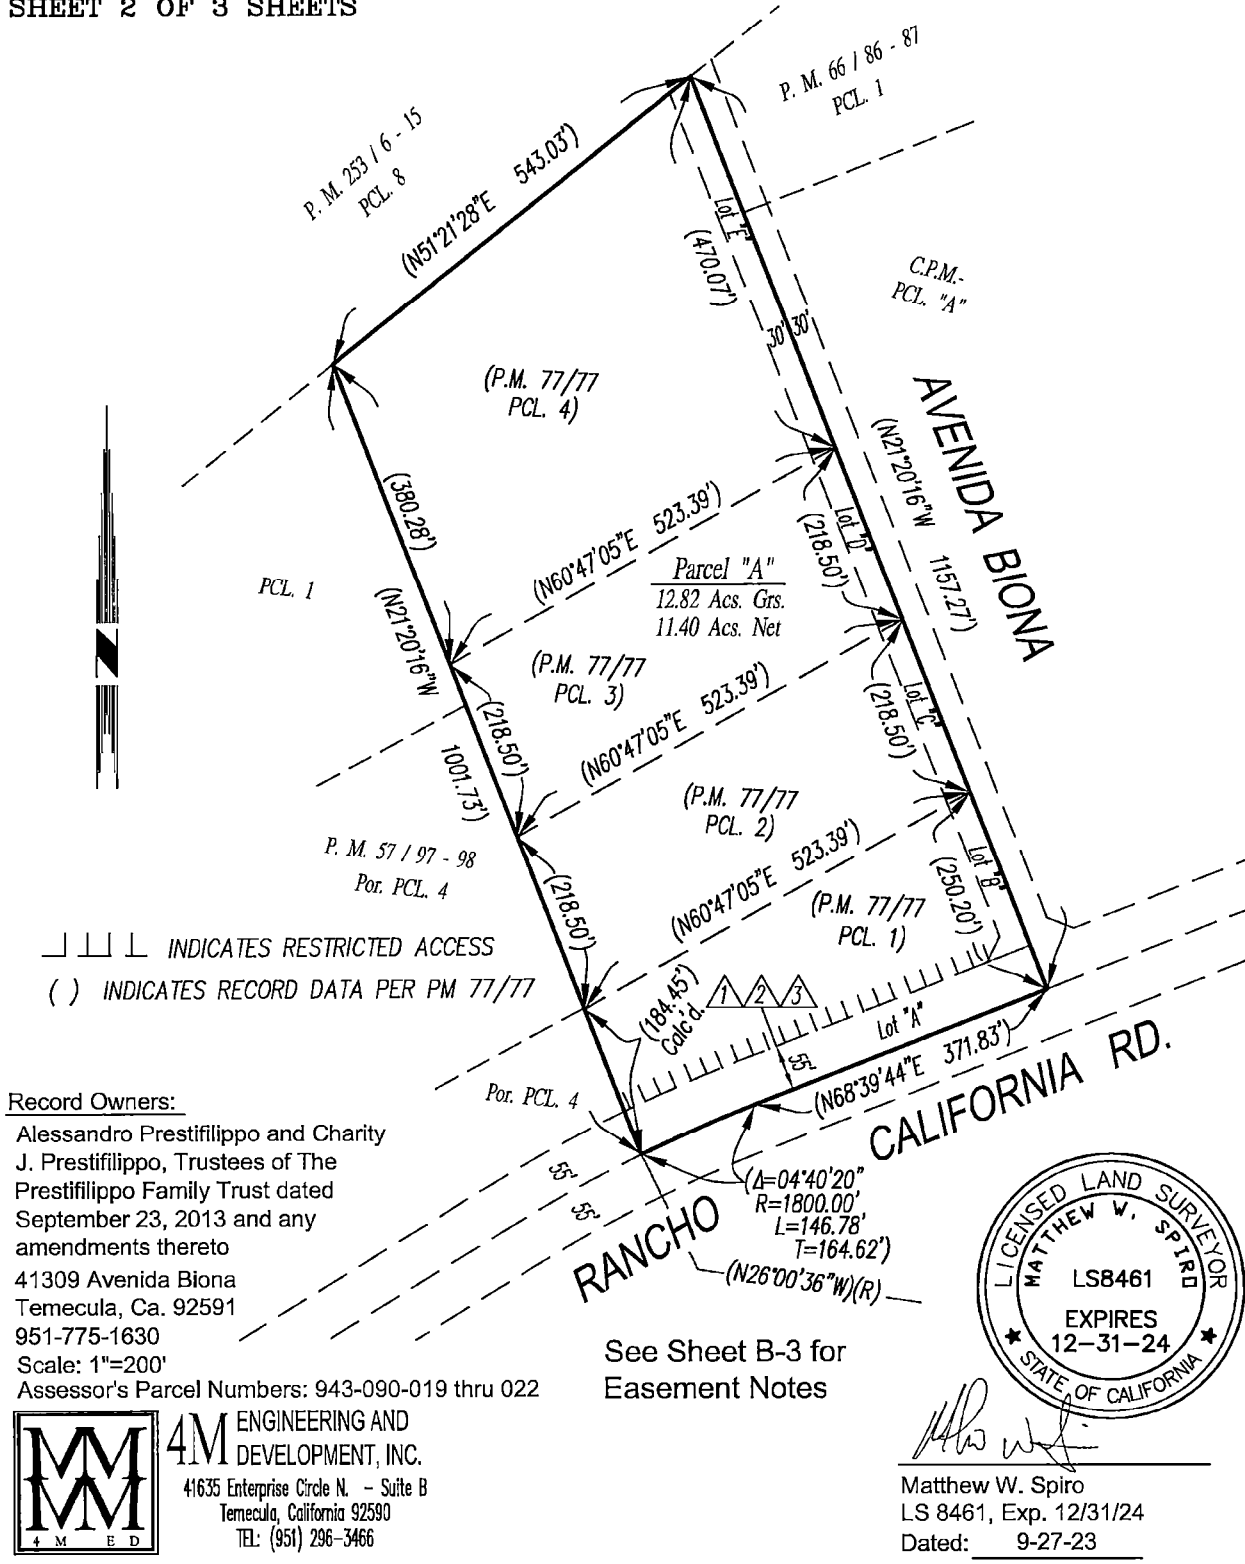 SHEET 2 OF 3 SHEETS
P. M. 66 / 86 - 87
PCL. 1
P. M. 253 / 6 - 15
PCL. 8
(N51°21'28"E 543.03')
Lot "E"
(470.07')
C.P.M.-
PCL. "A"
30' 30'
(P.M. 77/77
PCL. 4)
AVENIDA BIONA
(N21°20'16"W 1157.27')
(380.28')
(N60°47'05"E 523.39')
Lot "D"
(218.50')
Parcel "A"
12.82 Acs. Grs.
11.40 Acs. Net
PCL. 1
N
(N21°20'16"W 1001.73')
(P.M. 77/77
PCL. 3)
(218.50')
(N60°47'05"E 523.39')
Lot "C"
(218.50')
(P.M. 77/77
PCL. 2)
P. M. 57 / 97 - 98
Por. PCL. 4
(218.50')
(N60°47'05"E 523.39')
Lot "B"
(250.20')
(P.M. 77/77
PCL. 1)
INDICATES RESTRICTED ACCESS
( ) INDICATES RECORD DATA PER PM 77/77
(184.45')
Calc'd.
1 2 3
Lot "A"
55'
(N68°39'44"E 371.83')
RANCHO CALIFORNIA RD.
Por. PCL. 4
55'
55'
(Δ=04°40'20"
R=1800.00'
L=146.78'
T=164.62')
(N26°00'36"W)(R)
Record Owners:
Alessandro Prestifilippo and Charity
J. Prestifilippo, Trustees of The
Prestifilippo Family Trust dated
September 23, 2013 and any
amendments thereto
41309 Avenida Biona
Temecula, Ca. 92591
951-775-1630
Scale: 1"=200'
Assessor's Parcel Numbers: 943-090-019 thru 022
See Sheet B-3 for
Easement Notes
LICENSED LAND SURVEYOR
MATTHEW W. SPIRO
LS8461
EXPIRES
12-31-24
STATE OF CALIFORNIA
MM
MM
4 M E D
4M ENGINEERING AND
DEVELOPMENT, INC.
41635 Enterprise Circle N. - Suite B
Temecula, California 92590
TEL: (951) 296-3466
Matthew W. Spiro
LS 8461, Exp. 12/31/24
Dated: 9-27-23